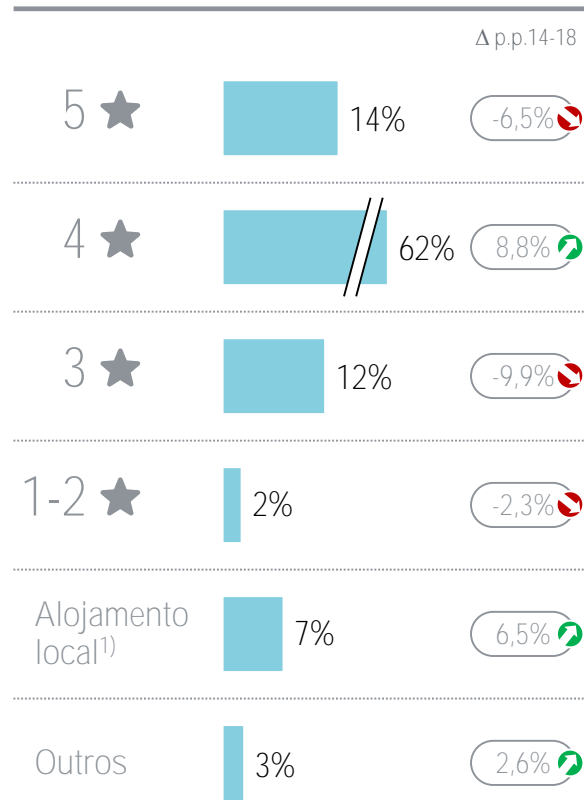 Δ p.p.14-18
5 ★ 14% -6,5%
4 ★ 62% 8,8%
3 ★ 12% -9,9%
1-2 ★ 2% -2,3%
Alojamento
local¹⁾ 7% 6,5%
Outros 3% 2,6%